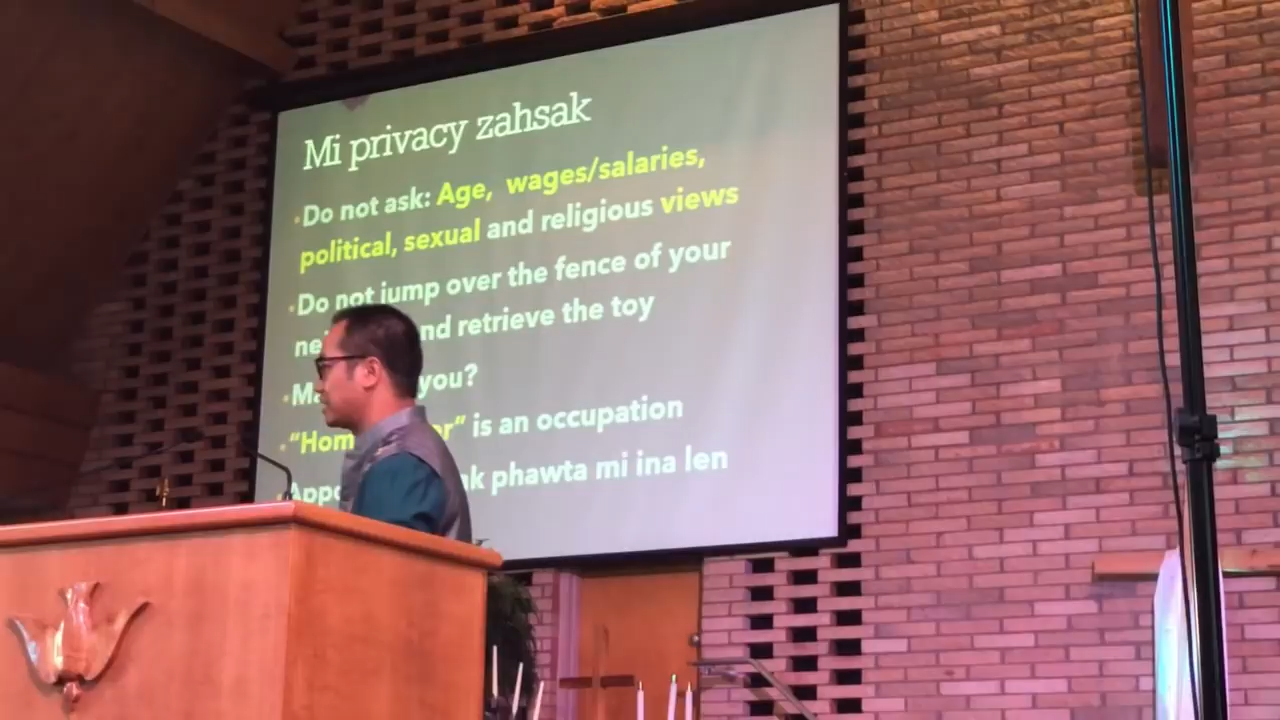 Mi privacy zahsak
Do not ask: Age, wages/salaries,
political, sexual and religious views
Do not jump over the fence of your
and retrieve the toy
you?
is an occupation
phawta mi ina len